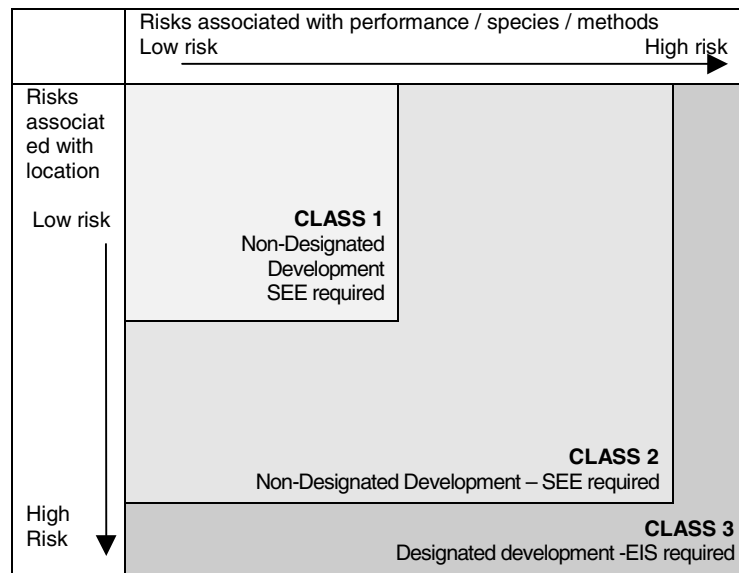 Risks associated with performance / species / methods
Low risk High risk
Risks
associat
ed with
location
Low risk
CLASS 1
Non-Designated
Development
SEE required
CLASS 2
Non-Designated Development – SEE required
High
Risk
CLASS 3
Designated development -EIS required